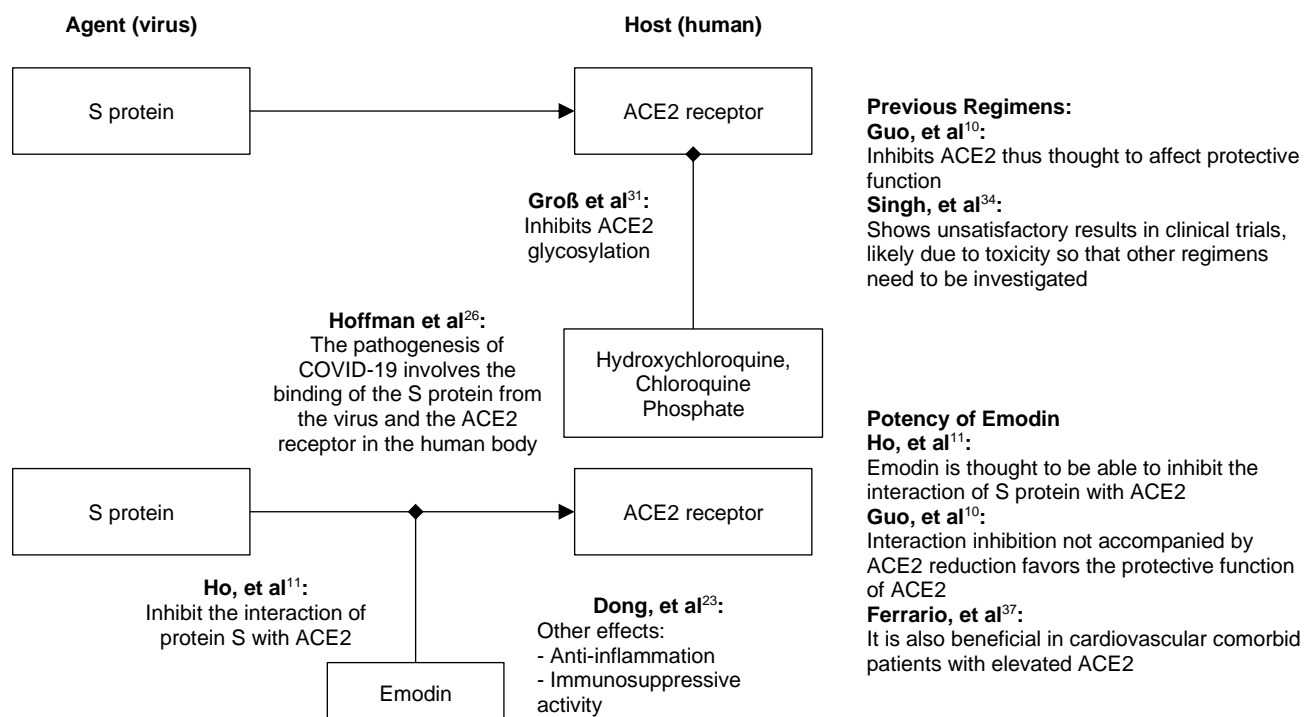 Agent (virus)
Host (human)
S protein
ACE2 receptor
Groß et al31:
Inhibits ACE2
glycosylation
Hydroxychloroquine,
Chloroquine
Phosphate
Previous Regimens:
Guo, et al10:
Inhibits ACE2 thus thought to affect protective
function
Singh, et al34:
Shows unsatisfactory results in clinical trials,
likely due to toxicity so that other regimens
need to be investigated
Hoffman et al26:
The pathogenesis of
COVID-19 involves the
binding of the S protein from
the virus and the ACE2
receptor in the human body
S protein
ACE2 receptor
Ho, et al11:
Inhibit the interaction of
protein S with ACE2
Emodin
Dong, et al23:
Other effects:
- Anti-inflammation
- Immunosuppressive
activity
Potency of Emodin
Ho, et al11:
Emodin is thought to be able to inhibit the
interaction of S protein with ACE2
Guo, et al10:
Interaction inhibition not accompanied by
ACE2 reduction favors the protective function
of ACE2
Ferrario, et al37:
It is also beneficial in cardiovascular comorbid
patients with elevated ACE2